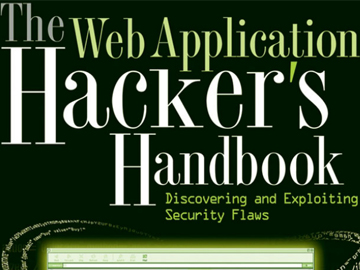 The Web Application
Hacker's
Handbook
Discovering and Exploiting
Security Flaws